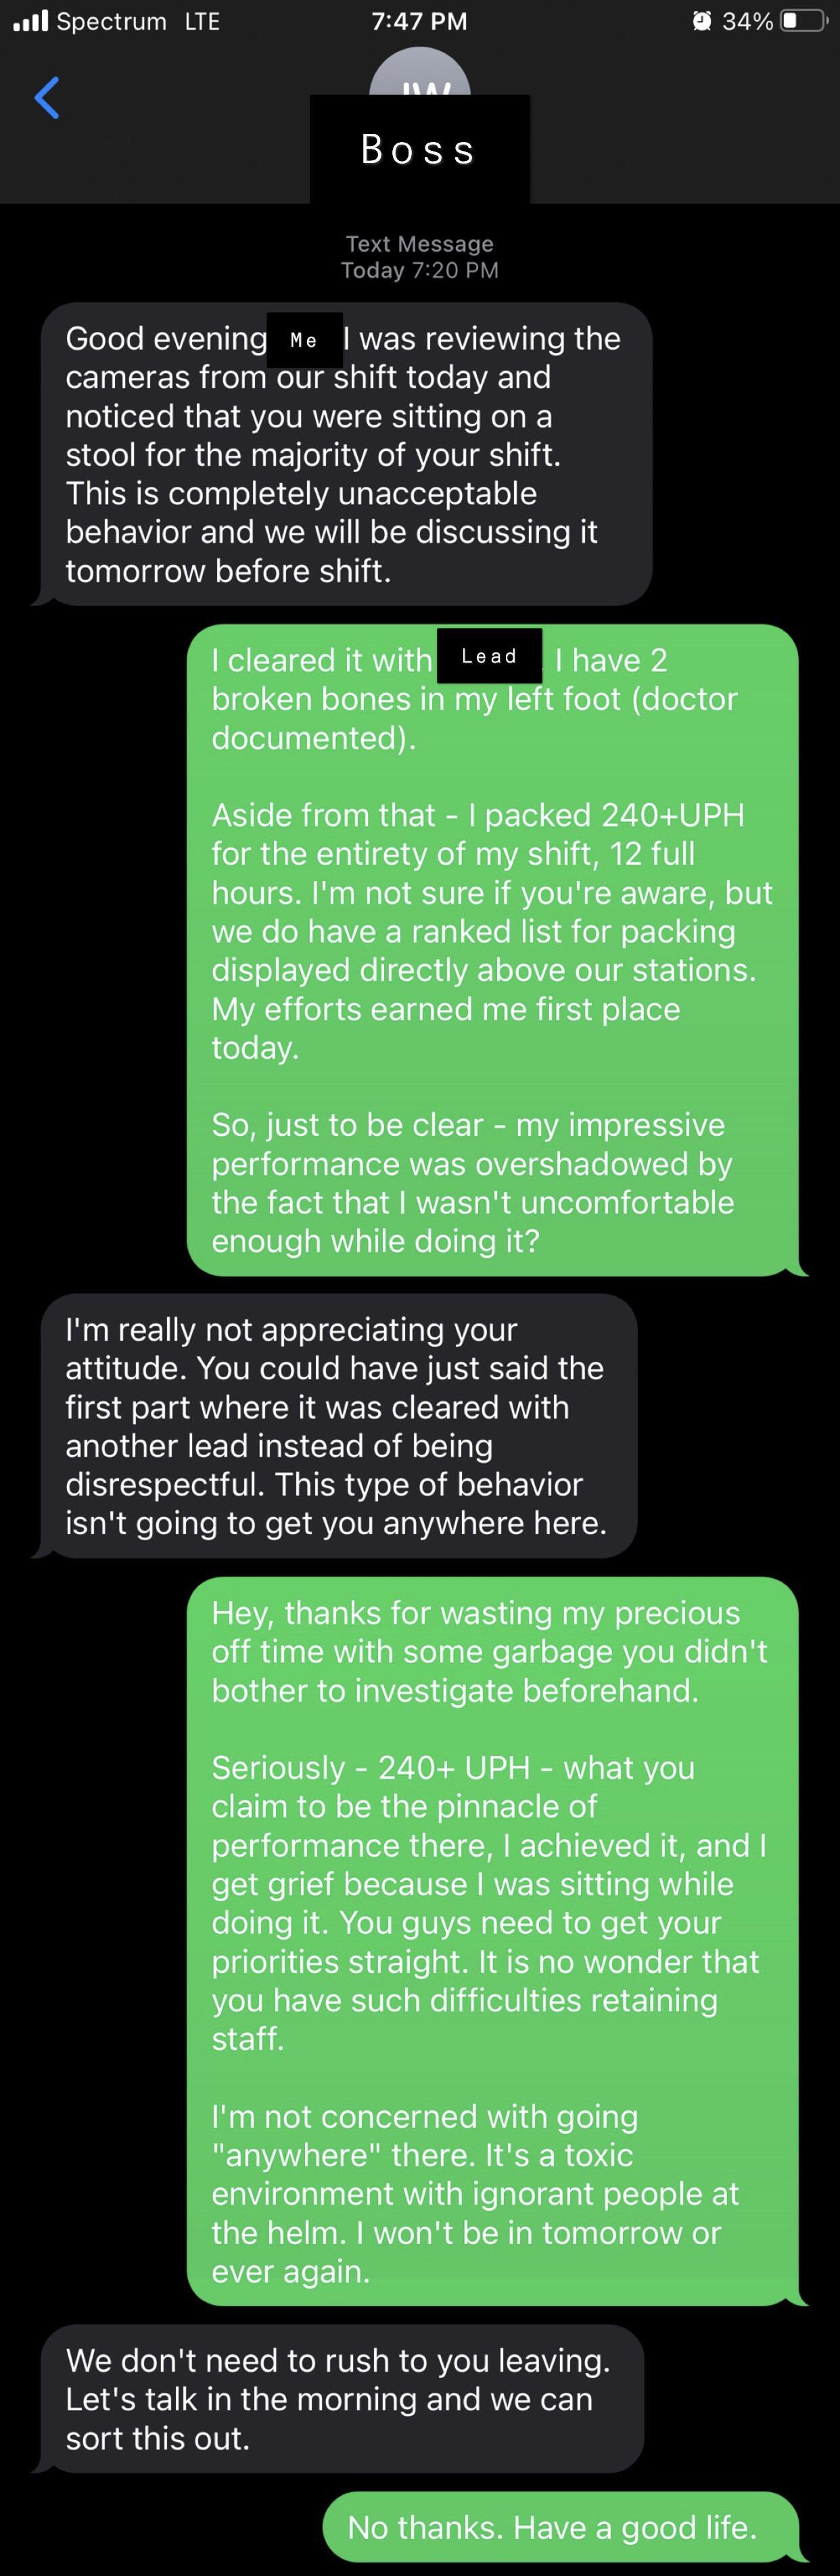 Spectrum LTE 7:47 PM 34%
Boss
Text Message
Today 7:20 PM
Good evening Me I was reviewing the
cameras from our shift today and
noticed that you were sitting on a
stool for the majority of your shift.
This is completely unacceptable
behavior and we will be discussing it
tomorrow before shift.
I cleared it with Lead I have 2
broken bones in my left foot (doctor
documented).
Aside from that - I packed 240+UPH
for the entirety of my shift, 12 full
hours. I'm not sure if you're aware, but
we do have a ranked list for packing
displayed directly above our stations.
My efforts earned me first place
today.
So, just to be clear - my impressive
performance was overshadowed by
the fact that I wasn't uncomfortable
enough while doing it?
I'm really not appreciating your
attitude. You could have just said the
first part where it was cleared with
another lead instead of being
disrespectful. This type of behavior
isn't going to get you anywhere here.
Hey, thanks for wasting my precious
off time with some garbage you didn't
bother to investigate beforehand.
Seriously - 240+ UPH - what you
claim to be the pinnacle of
performance there, I achieved it, and I
get grief because I was sitting while
doing it. You guys need to get your
priorities straight. It is no wonder that
you have such difficulties retaining
staff.
I'm not concerned with going
"anywhere" there. It's a toxic
environment with ignorant people at
the helm. I won't be in tomorrow or
ever again.
We don't need to rush to you leaving.
Let's talk in the morning and we can
sort this out.
No thanks. Have a good life.